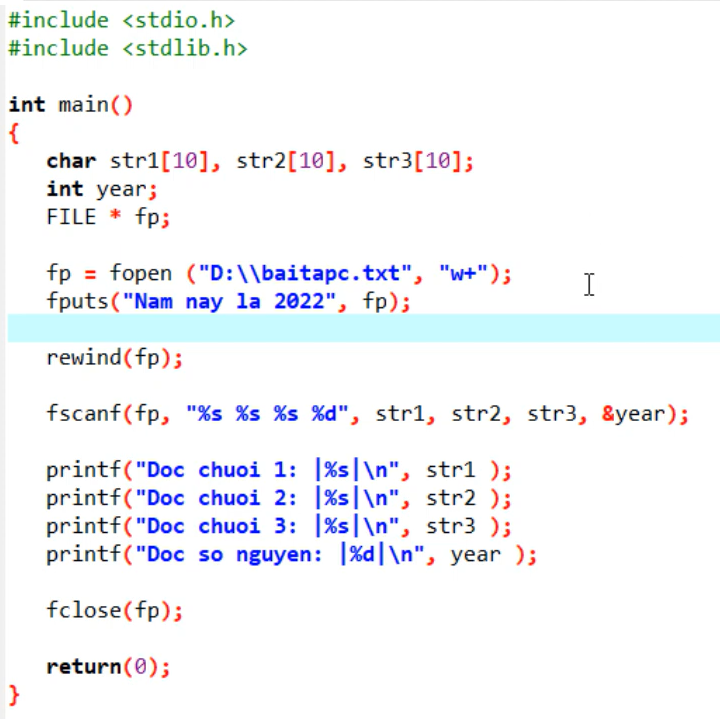 #include <stdio.h>
#include <stdlib.h>
int main()
{
char str1[10], str2[10], str3[10];
int year;
FILE * fp;
fp = fopen ("D:\\baitapc.txt", "w+");
fputs("Nam nay la 2022", fp);
rewind(fp);
fscanf(fp, "%s %s %s %d", str1, str2, str3, &year);
printf("Doc chuoi 1: |%s|\n", str1 );
printf("Doc chuoi 2: |%s|\n", str2 );
printf("Doc chuoi 3: |%s|\n", str3 );
printf("Doc so nguyen: |%d|\n", year );
fclose(fp);
return(0);
}